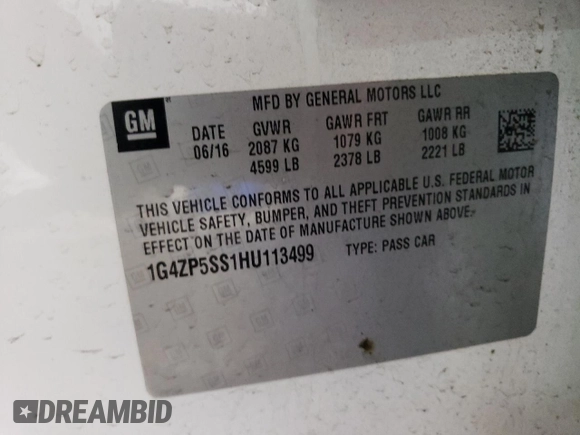 GM
MFD BY GENERAL MOTORS LLC
DATE GVWR GAWR FRT GAWR RR
06/16 2087 KG 1079 KG 1008 KG
4599 LB 2378 LB 2221 LB
THIS VEHICLE CONFORMS TO ALL APPLICABLE U.S. FEDERAL MOTOR
VEHICLE SAFETY, BUMPER, AND THEFT PREVENTION STANDARDS IN
EFFECT ON THE DATE OF MANUFACTURE SHOWN ABOVE.
1G4ZP5SS1HU113499 TYPE: PASS CAR
DREAMBID